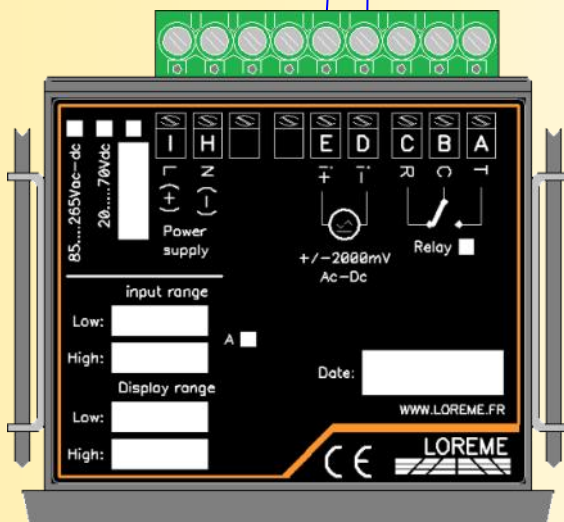 I H E D C B A
L (+) N (-) i+ i- R C T
85....265Vac-dc
20.....70Vdc
Power
supply
+/-2000mV
Ac-Dc
Relay
input range
Low:
High:
A
Display range
Low:
High:
Date:
WWW.LOREME.FR
CE
LOREME